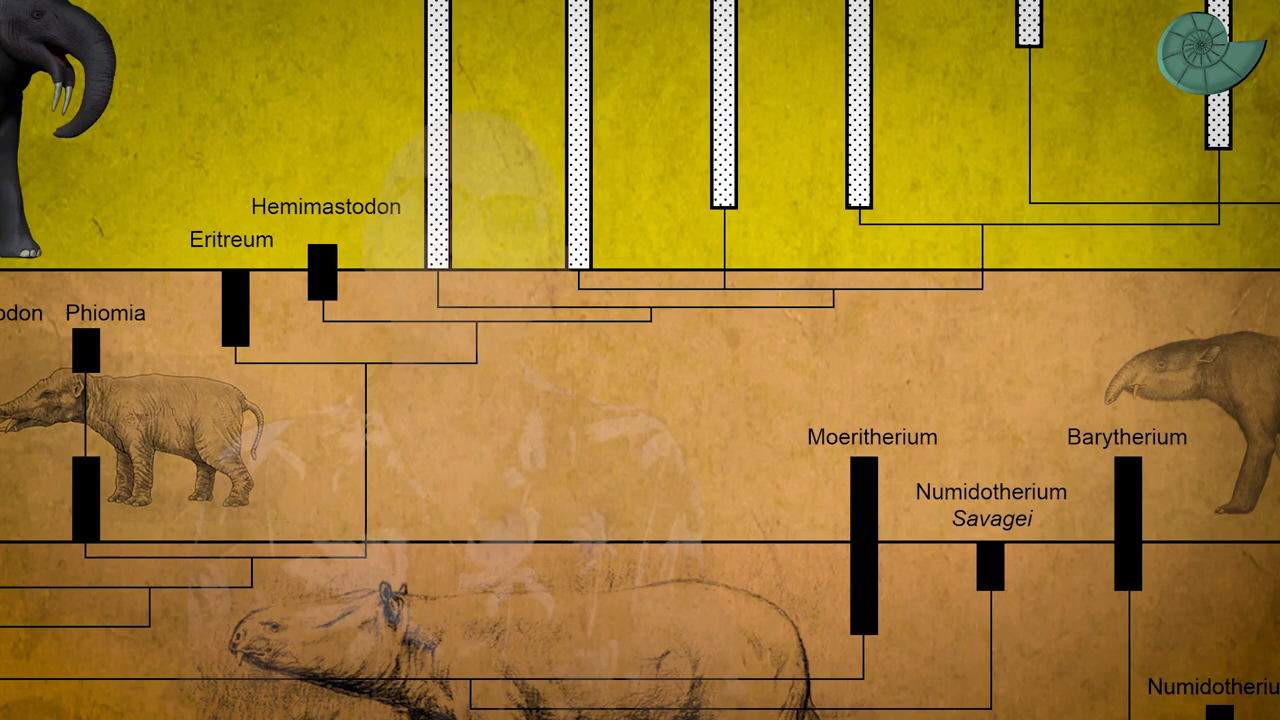 Hemimastodon
Eritreum
odon
Phiomia
Moeritherium
Barytherium
Numidotherium
Savagei
Numidotheriu